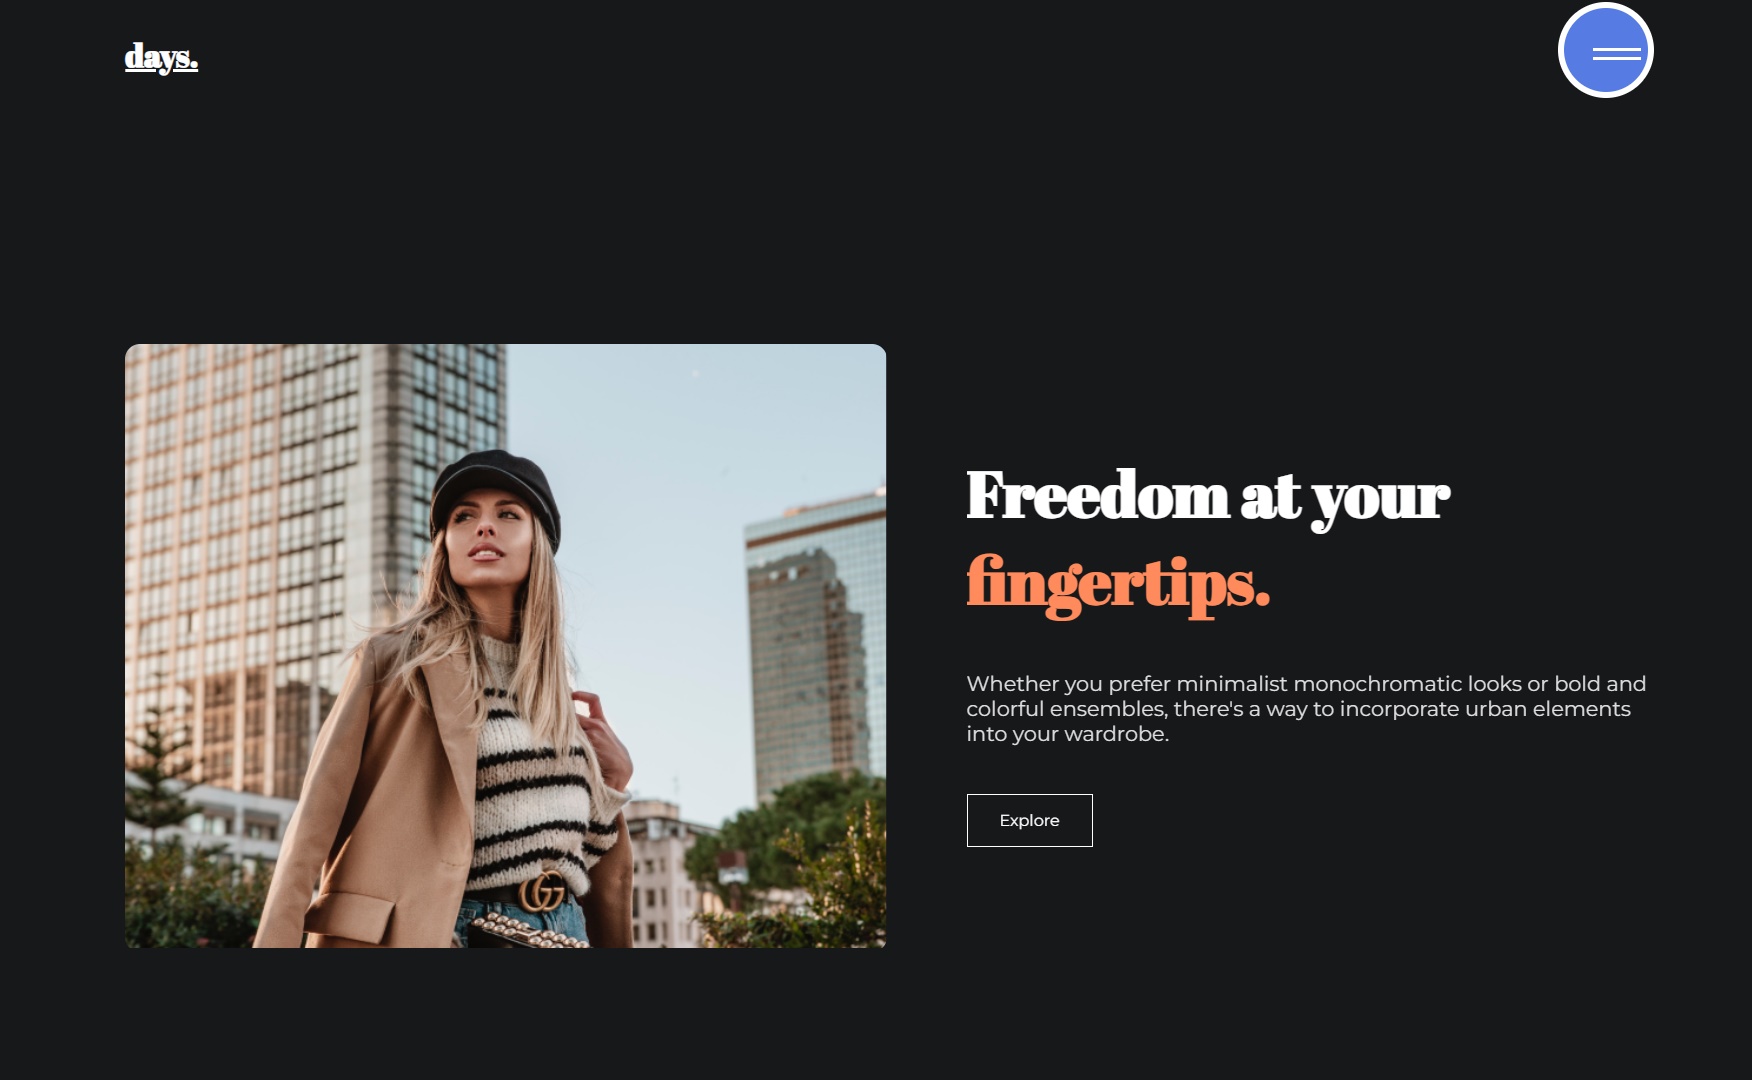 days.
Freedom at your
fingertips.
Whether you prefer minimalist monochromatic looks or bold and
colorful ensembles, there's a way to incorporate urban elements
into your wardrobe.
Explore